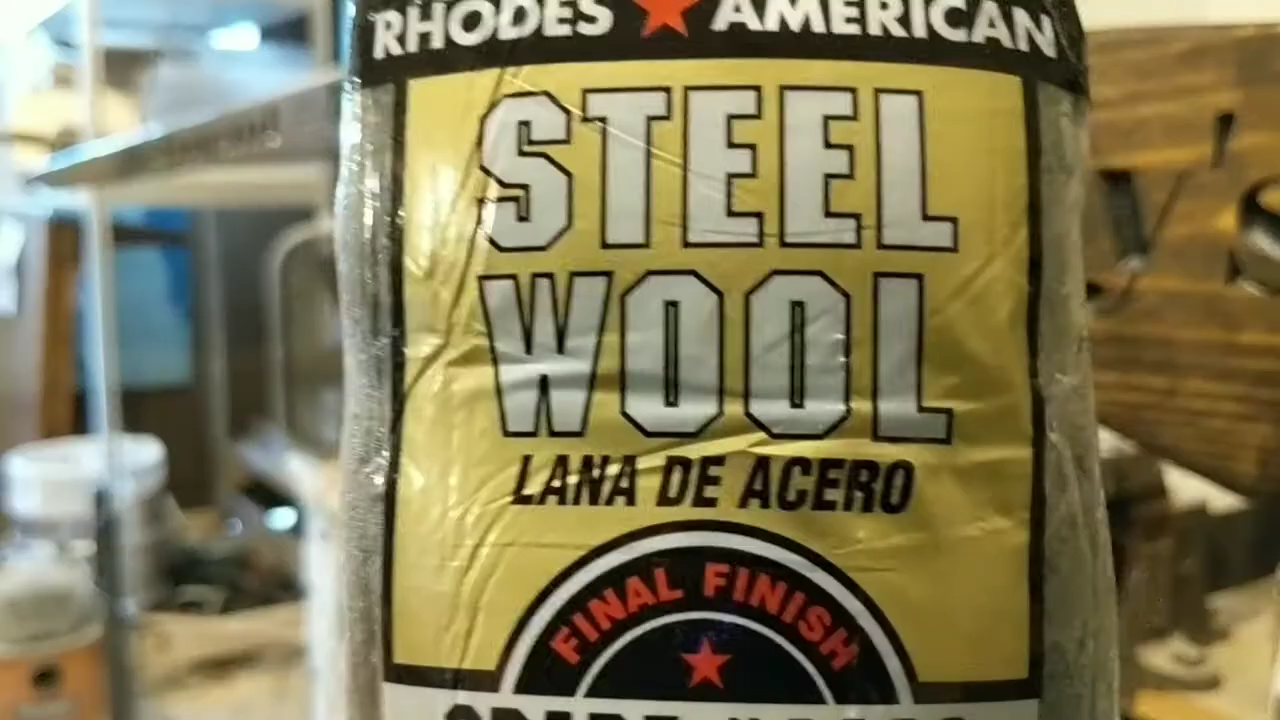 RHODES ★ AMERICAN
STEEL
WOOL
LANA DE ACERO
FINAL FINISH